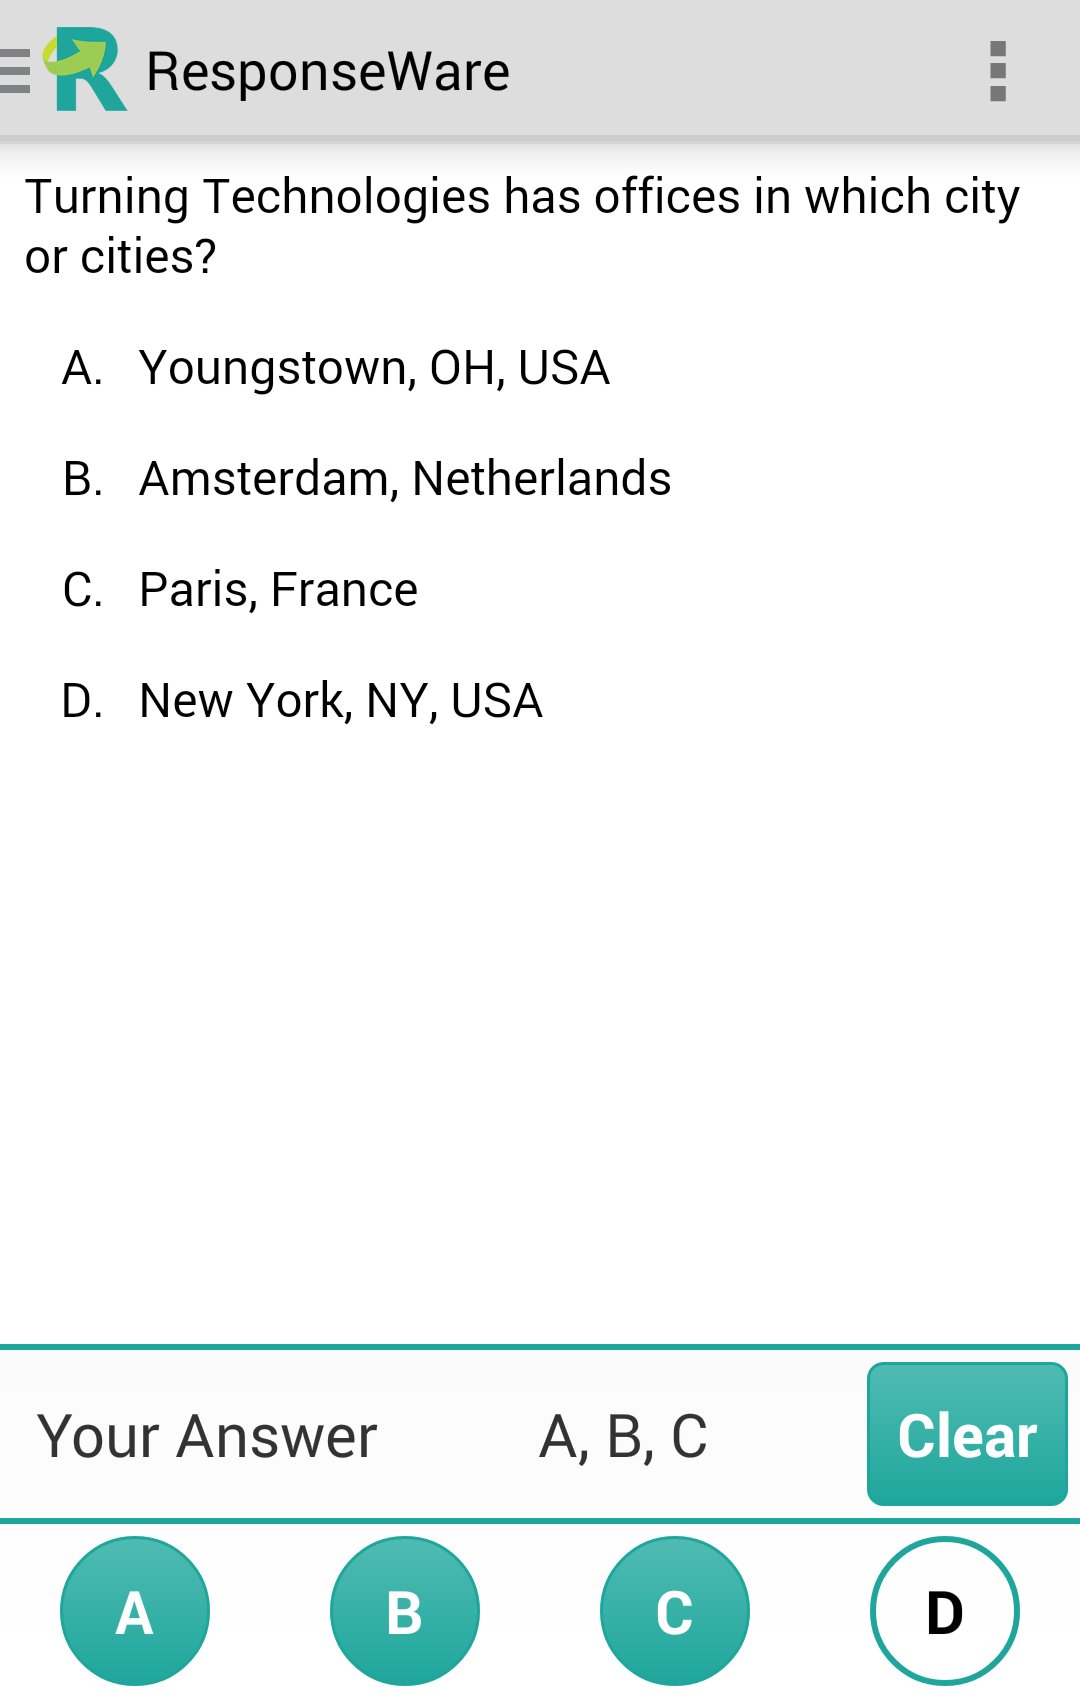 ResponseWare
Turning Technologies has offices in which city
or cities?
A. Youngstown, OH, USA
B. Amsterdam, Netherlands
C. Paris, France
D. New York, NY, USA
Your Answer A, B, C Clear
A B C D